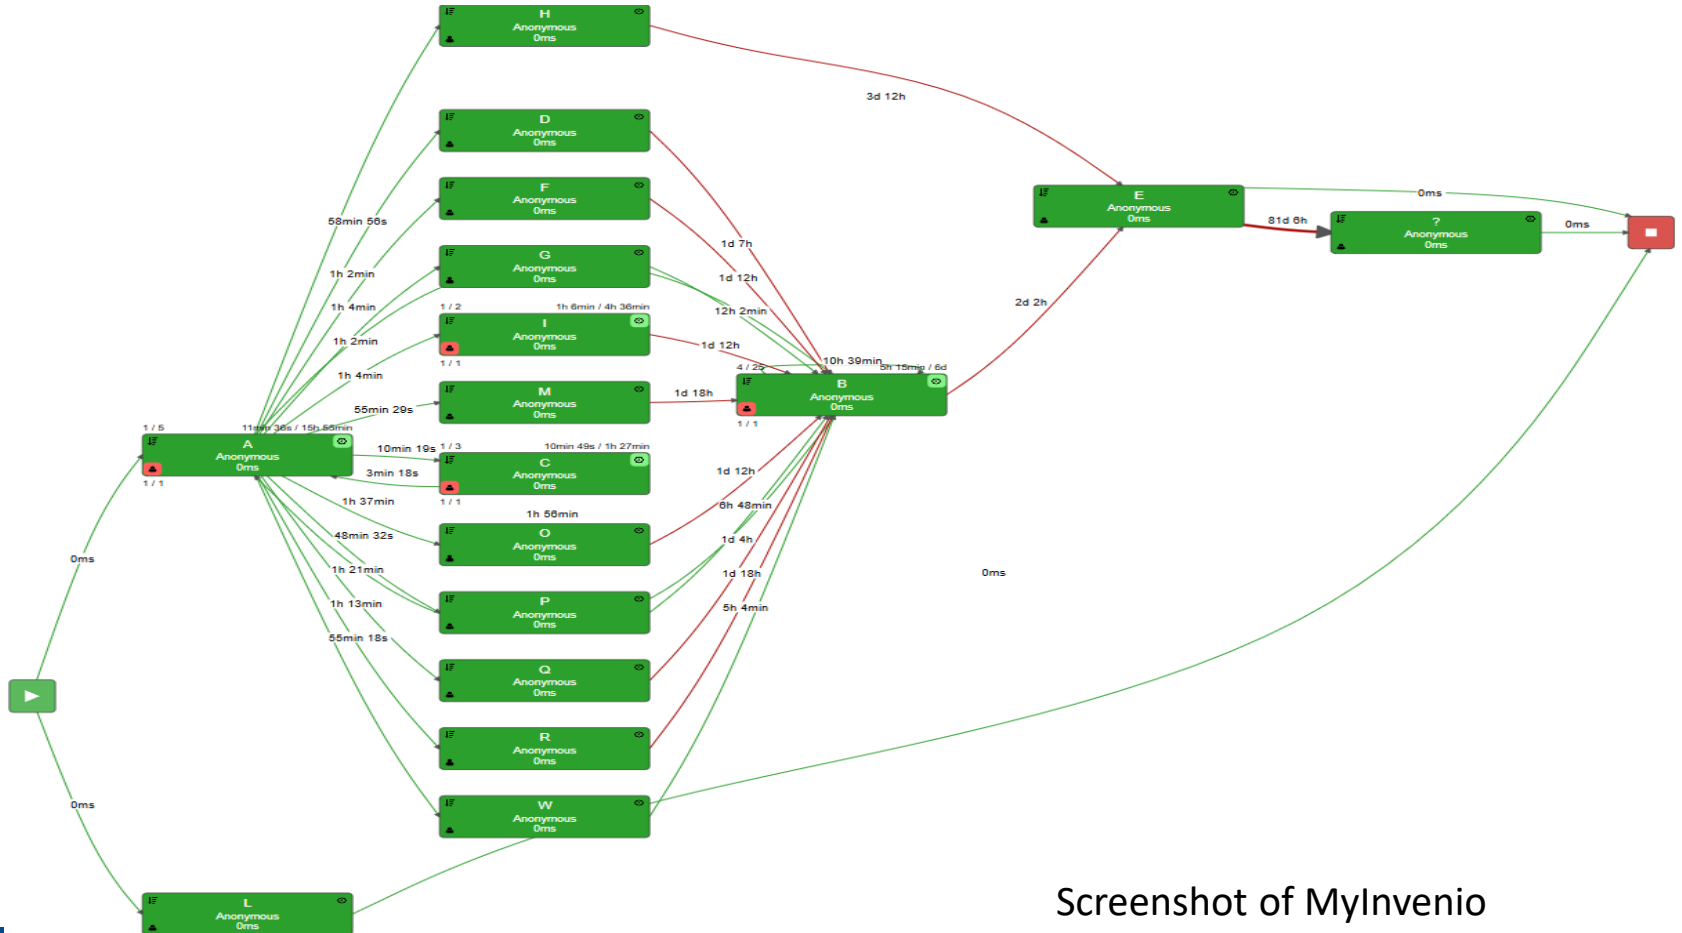 H
Anonymous
0ms
3d 12h
D
Anonymous
0ms
F
Anonymous
0ms
58min 56s
1d 7h
E
Anonymous
0ms
0ms
81d 6h
?
Anonymous
0ms
0ms
G
Anonymous
0ms
1h 2min
1d 12h
1h 4min
1 / 2
1h 6min / 4h 36min
12h 2min
2d 2h
I
Anonymous
0ms
1 / 1
1h 2min
1d 12h
1h 4min
10h 39min
4 / 25
5h 15min / 6d
B
Anonymous
0ms
1 / 1
M
Anonymous
0ms
1d 18h
55min 29s
1 / 5
11min 36s / 15h 55min
A
Anonymous
0ms
1 / 1
10min 19s
1 / 3
10min 49s / 1h 27min
C
Anonymous
0ms
1 / 1
3min 18s
1d 12h
1h 37min
1h 56min
6h 48min
O
Anonymous
0ms
48min 32s
1d 4h
0ms
1h 21min
1d 18h
0ms
P
Anonymous
0ms
1h 13min
5h 4min
55min 18s
Q
Anonymous
0ms
R
Anonymous
0ms
0ms
W
Anonymous
0ms
L
Anonymous
0ms
Screenshot of MyInvenio